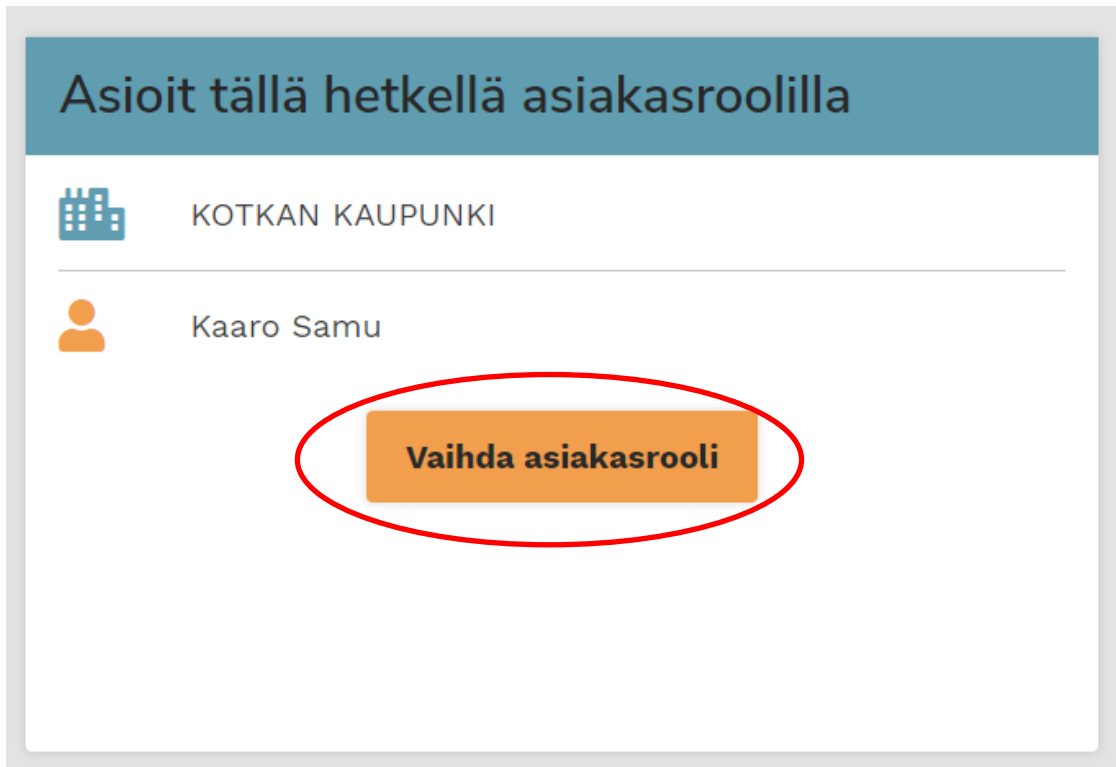 Asioit tällä hetkellä asiakasroolilla
KOTKAN KAUPUNKI
Kaaro Samu
Vaihda asiakasrooli